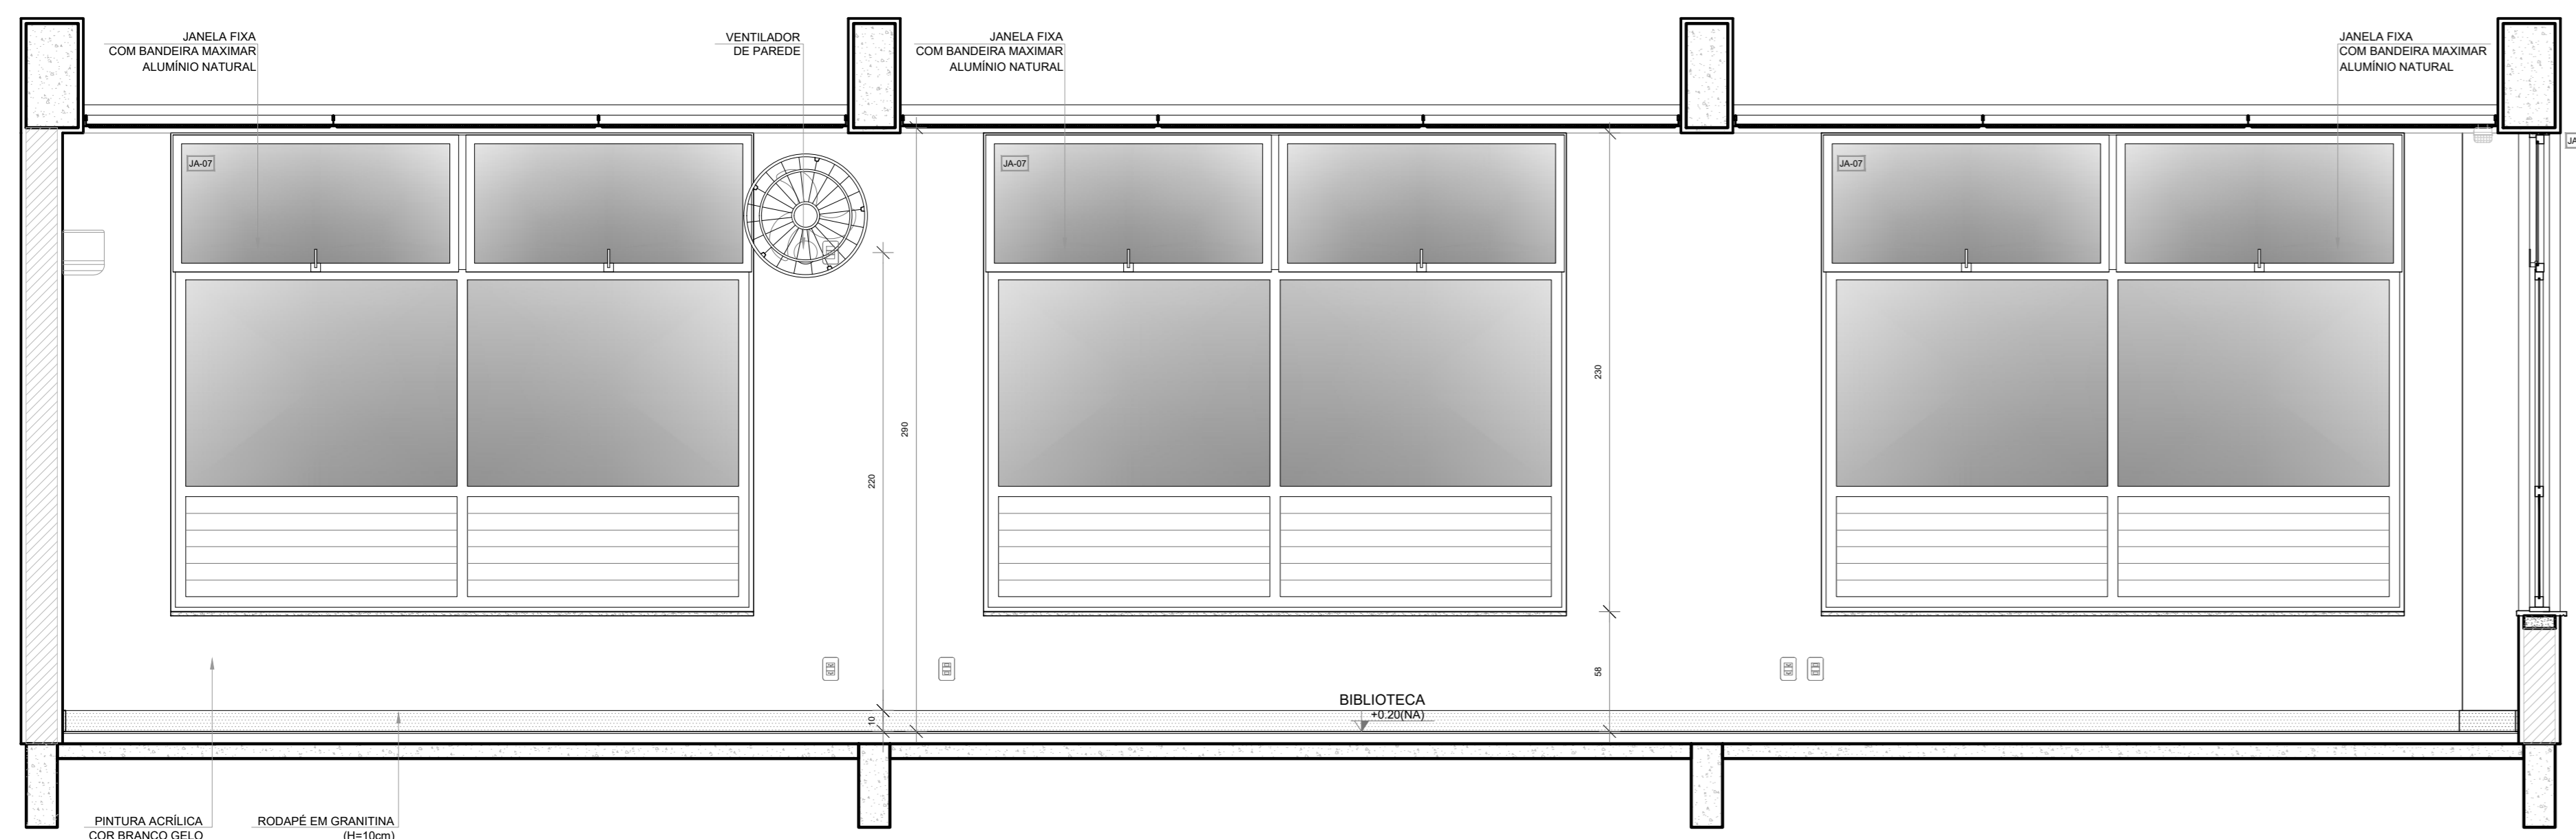 JANELA FIXA
COM BANDEIRA MAXIMAR
ALUMÍNIO NATURAL
VENTILADOR
DE PAREDE
JANELA FIXA
COM BANDEIRA MAXIMAR
ALUMÍNIO NATURAL
JANELA FIXA
COM BANDEIRA MAXIMAR
ALUMÍNIO NATURAL
JA-07
JA-07
JA-07
JA
230
290
220
58
10
BIBLIOTECA
+0.20(NA)
PINTURA ACRÍLICA
COR BRANCO GELO
RODAPÉ EM GRANITINA
(H=10cm)